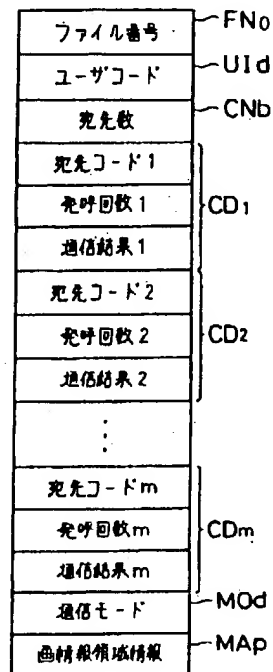 ファイル番号 FNo
ユーザコード UId
宛先数 CNb
宛先コード1
発呼回数1 CD1
通信結果1
宛先コード2
発呼回数2 CD2
通信結果2
⋮
宛先コードm
発呼回数m CDm
通信結果m
通信モード MOd
画情報領域情報 MAp